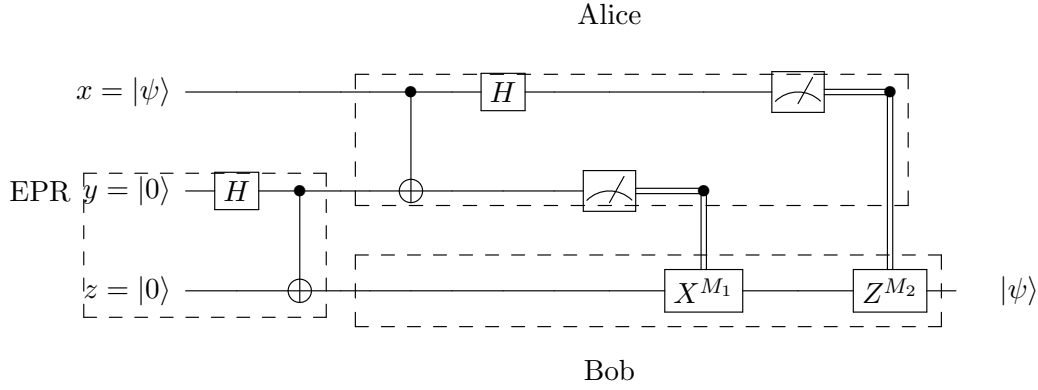 Alice
x = |ψ⟩ H
EPR y = |0⟩ H
z = |0⟩ X^{M_1} Z^{M_2} |ψ⟩
Bob